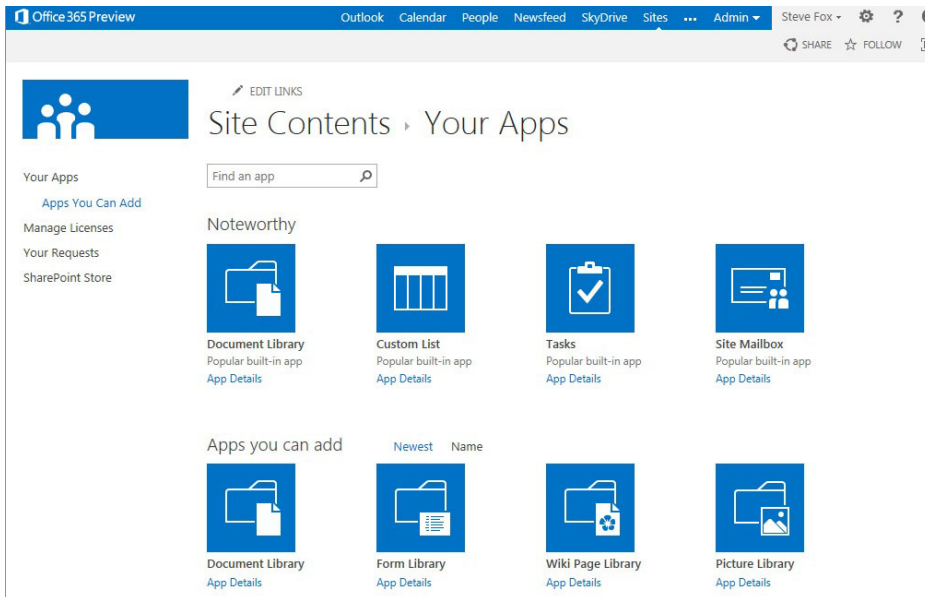 Office 365 Preview Outlook Calendar People Newsfeed SkyDrive Sites ... Admin Steve Fox ?
SHARE FOLLOW
EDIT LINKS
Site Contents Your Apps
Find an app
Your Apps
Apps You Can Add
Manage Licenses
Your Requests
SharePoint Store
Noteworthy
Document Library Custom List Tasks Site Mailbox
Popular built-in app Popular built-in app Popular built-in app Popular built-in app
App Details App Details App Details App Details
Apps you can add Newest Name
Document Library Form Library Wiki Page Library Picture Library
App Details App Details App Details App Details